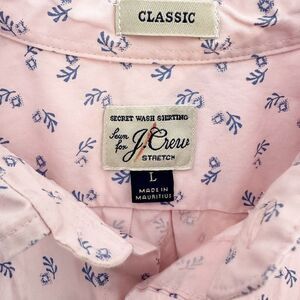 CLASSIC
SECRET WASH SHIRTING
Sewn for J.Crew
STRETCH
L
MADE IN
MAURITIUS